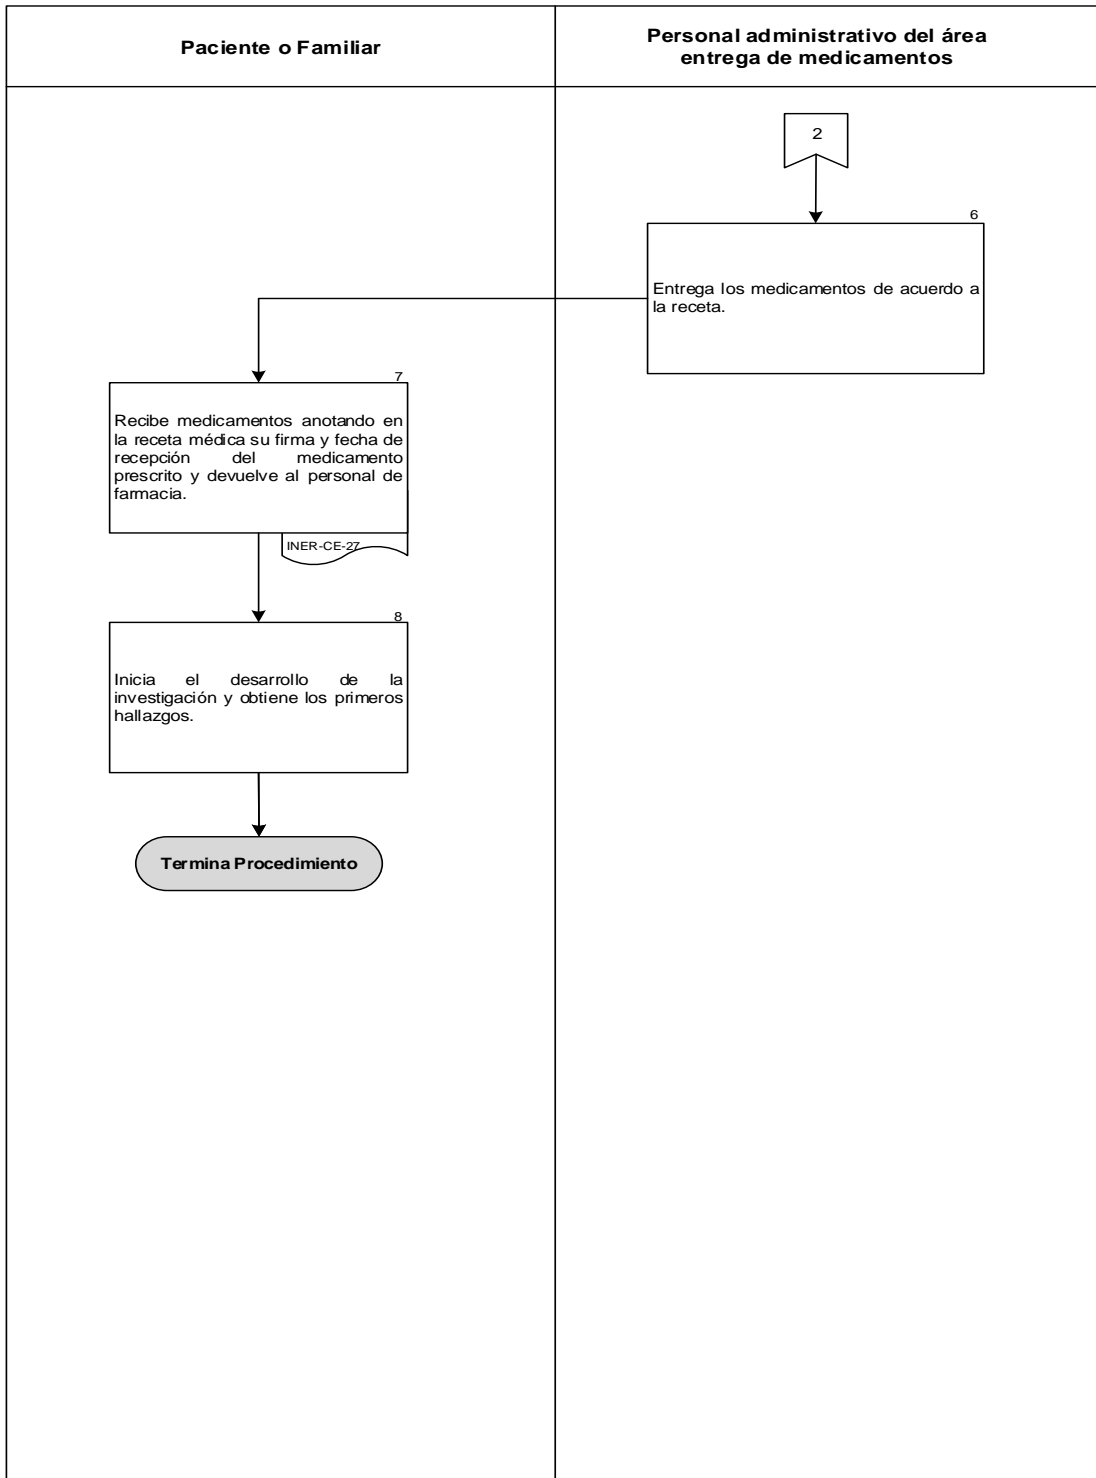 Paciente o Familiar
Personal administrativo del área
entrega de medicamentos
2
6
Entrega los medicamentos de acuerdo a
la receta.
7
Recibe medicamentos anotando en
la receta médica su firma y fecha de
recepción del medicamento
prescrito y devuelve al personal de
farmacia.
INER-CE-27
8
Inicia el desarrollo de la
investigación y obtiene los primeros
hallazgos.
Termina Procedimiento